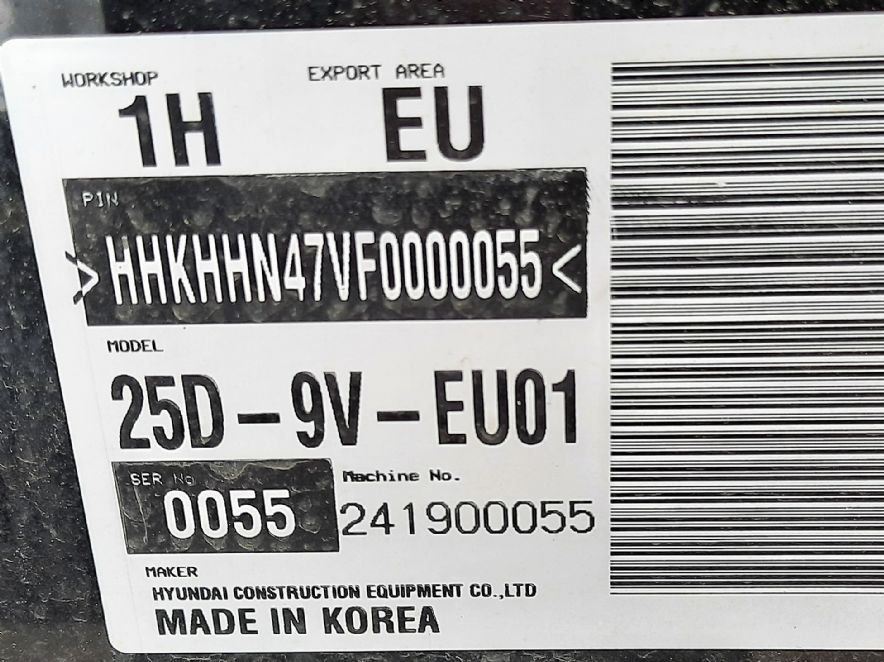 WORKSHOP EXPORT AREA
1H EU
PIN
>HHKHHN47VF0000055<
MODEL
25D-9V-EU01
SER No Machine No.
0055 241900055
MAKER
HYUNDAI CONSTRUCTION EQUIPMENT CO.,LTD
MADE IN KOREA